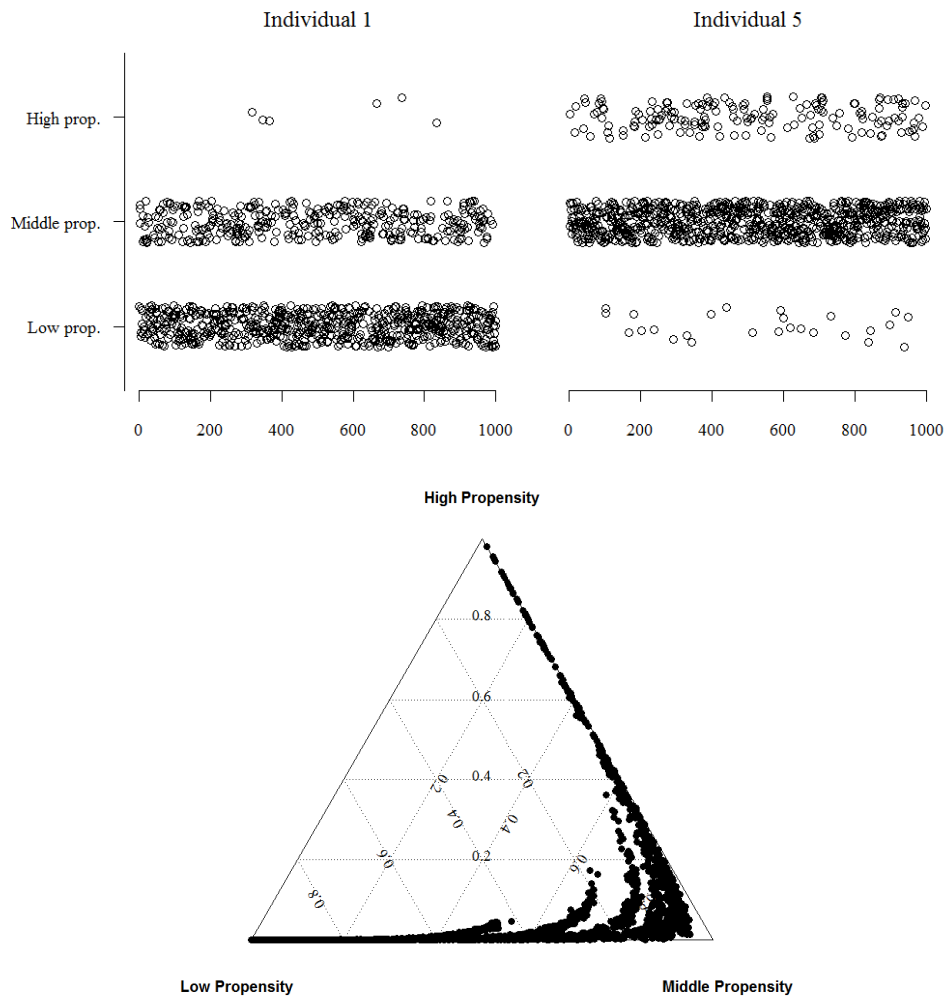 Individual 1 Individual 5
High prop.
Middle prop.
Low prop.
0 200 400 600 800 1000 0 200 400 600 800 1000
High Propensity
0.8
0.6
0.4 0.2 0.2
0.4 0.4
0.2 0.6 0.6
0.8
Low Propensity Middle Propensity